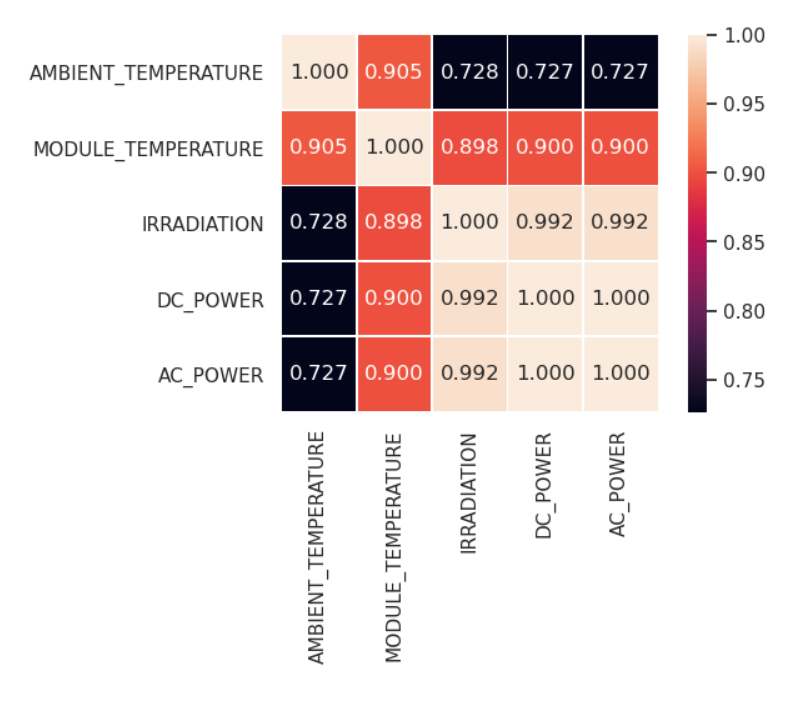 1.00
AMBIENT_TEMPERATURE 1.000 0.905 0.728 0.727 0.727
0.95
MODULE_TEMPERATURE 0.905 1.000 0.898 0.900 0.900
0.90
IRRADIATION 0.728 0.898 1.000 0.992 0.992
0.85
DC_POWER 0.727 0.900 0.992 1.000 1.000
0.80
AC_POWER 0.727 0.900 0.992 1.000 1.000
0.75
AMBIENT_TEMPERATURE
MODULE_TEMPERATURE
IRRADIATION
DC_POWER
AC_POWER